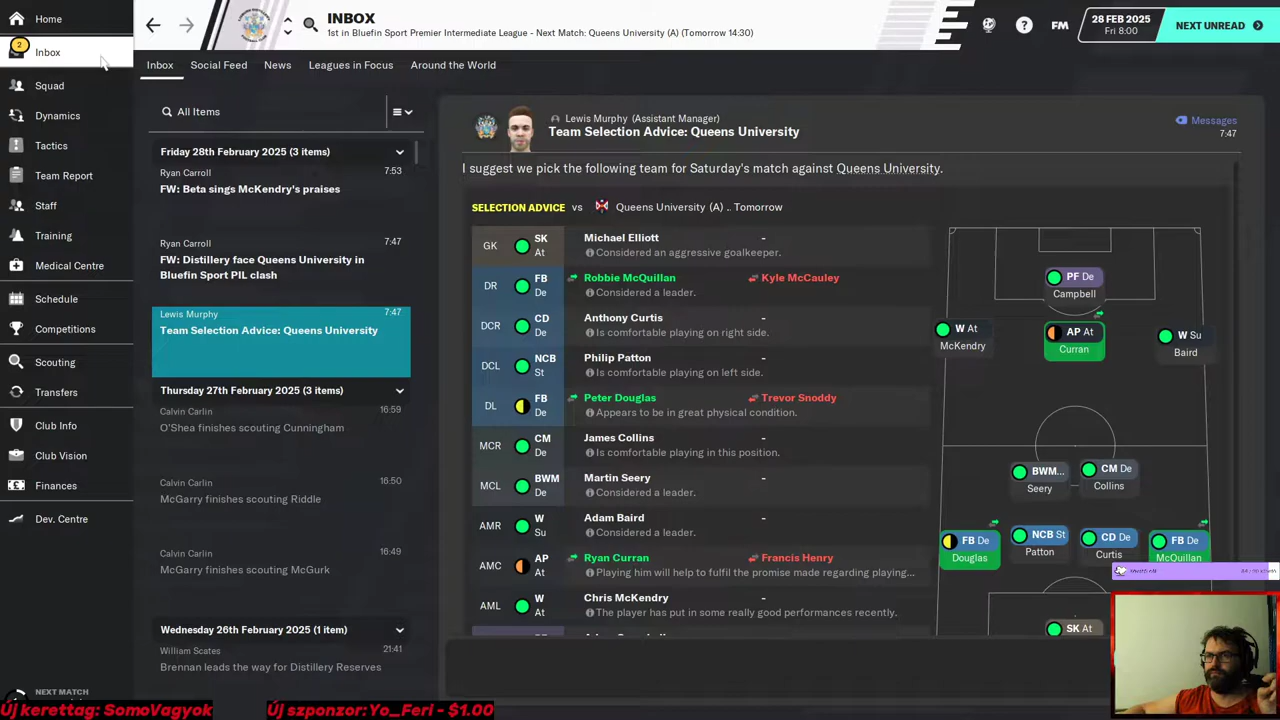 Home
INBOX
1st in Bluefin Sport Premier Intermediate League - Next Match: Queens University (A) (Tomorrow 14:30)
FM
28 FEB 2025
Fri 8:00
NEXT UNREAD
2
Inbox
Squad
Dynamics
Tactics
Team Report
Staff
Training
Medical Centre
Schedule
Competitions
Scouting
Transfers
Club Info
Club Vision
Finances
Dev. Centre
NEXT MATCH
Inbox
Social Feed
News
Leagues in Focus
Around the World
All Items
Friday 28th February 2025 (3 items)
Ryan Carroll
7:53
FW: Beta sings McKendry's praises
Ryan Carroll
7:47
FW: Distillery face Queens University in
Bluefin Sport PIL clash
Lewis Murphy
7:47
Team Selection Advice: Queens University
Thursday 27th February 2025 (3 items)
Calvin Carlin
16:59
O'Shea finishes scouting Cunningham
Calvin Carlin
16:50
McGarry finishes scouting Riddle
Calvin Carlin
16:49
McGarry finishes scouting McGurk
Wednesday 26th February 2025 (1 item)
William Scates
21:41
Brennan leads the way for Distillery Reserves
Lewis Murphy (Assistant Manager)
Team Selection Advice: Queens University
Messages
7:47
I suggest we pick the following team for Saturday's match against Queens University.
SELECTION ADVICE vs Queens University (A) .. Tomorrow
GK SK At Michael Elliott -
Considered an aggressive goalkeeper.
DR FB De Robbie McQuillan Kyle McCauley
Considered a leader.
DCR CD De Anthony Curtis -
Is comfortable playing on right side.
DCL NCB St Philip Patton -
Is comfortable playing on left side.
DL FB De Peter Douglas Trevor Snoddy
Appears to be in great physical condition.
MCR CM De James Collins -
Is comfortable playing in this position.
MCL BWM De Martin Seery -
Considered a leader.
AMR W Su Adam Baird -
Considered a leader.
AMC AP At Ryan Curran Francis Henry
Playing him will help to fulfil the promise made regarding playing...
AML W At Chris McKendry -
The player has put in some really good performances recently.
PF De
Campbell
W At
McKendry
AP At
Curran
W Su
Baird
BWM...
Seery
CM De
Collins
FB De
Douglas
NCB St
Patton
CD De
Curtis
FB De
McQuillan
SK At
Új kerettag: SomoVagyok
Új szponzor: Yo_Feri - $1.00